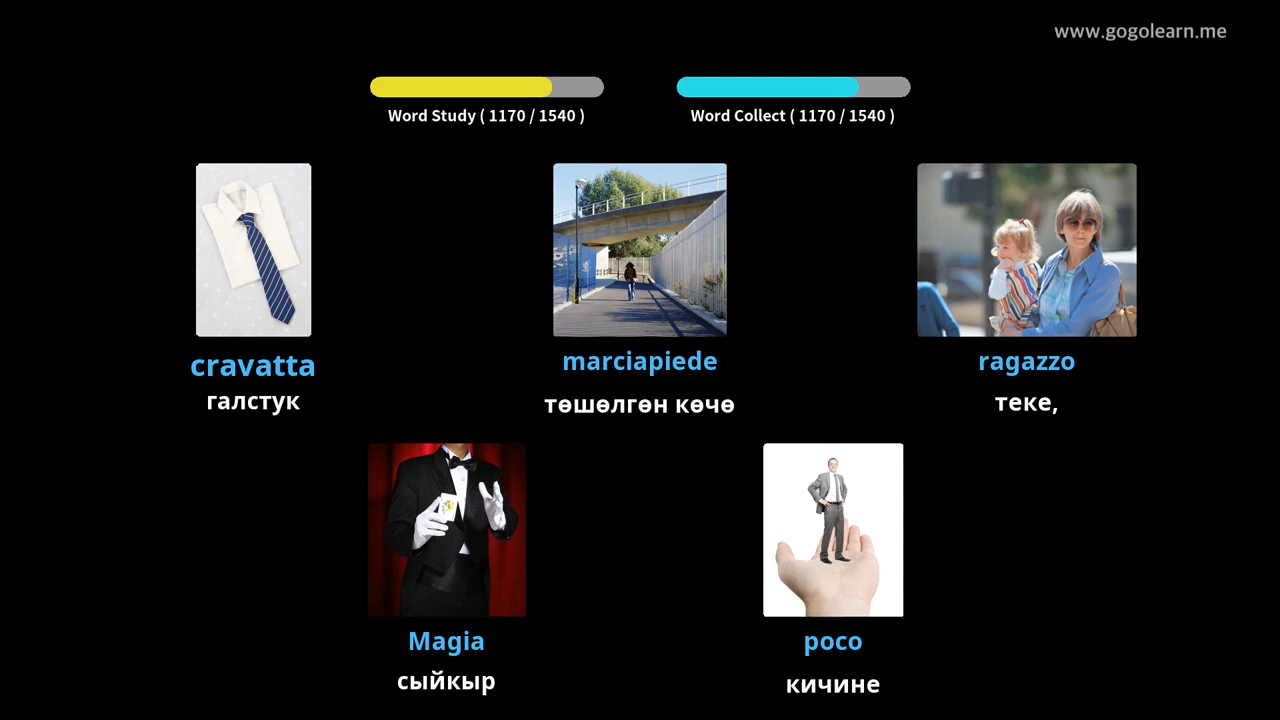 www.gogolearn.me
Word Study ( 1170 / 1540 )
Word Collect ( 1170 / 1540 )
cravatta
галстук
marciapiede
төшөлгөн көчө
ragazzo
теке,
Magia
сыйкыр
poco
кичине